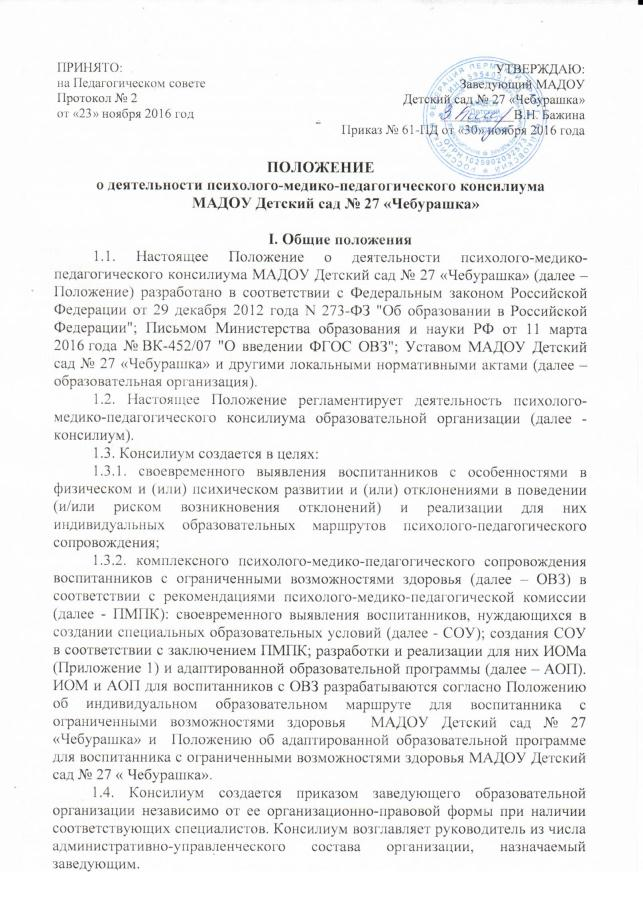 ПРИНЯТО:
на Педагогическом совете
Протокол № 2
от «23» ноября 2016 год
УТВЕРЖДАЮ:
Заведующий МАДОУ
Детский сад № 27 «Чебурашка»
В.Н. Бажина
Приказ № 61-ПД от «30» ноября 2016 года
ПОЛОЖЕНИЕ
о деятельности психолого-медико-педагогического консилиума
МАДОУ Детский сад № 27 «Чебурашка»
I. Общие положения
1.1. Настоящее Положение о деятельности психолого-медико-
педагогического консилиума МАДОУ Детский сад № 27 «Чебурашка» (далее –
Положение) разработано в соответствии с Федеральным законом Российской
Федерации от 29 декабря 2012 года N 273-ФЗ "Об образовании в Российской
Федерации"; Письмом Министерства образования и науки РФ от 11 марта
2016 года № ВК-452/07 "О введении ФГОС ОВЗ"; Уставом МАДОУ Детский
сад № 27 «Чебурашка» и другими локальными нормативными актами (далее –
образовательная организация).
1.2. Настоящее Положение регламентирует деятельность психолого-
медико-педагогического консилиума образовательной организации (далее -
консилиум).
1.3. Консилиум создается в целях:
1.3.1. своевременного выявления воспитанников с особенностями в
физическом и (или) психическом развитии и (или) отклонениями в поведении
(и/или риском возникновения отклонений) и реализации для них
индивидуальных образовательных маршрутов психолого-педагогического
сопровождения;
1.3.2. комплексного психолого-медико-педагогического сопровождения
воспитанников с ограниченными возможностями здоровья (далее – ОВЗ) в
соответствии с рекомендациями психолого-медико-педагогической комиссии
(далее - ПМПК): своевременного выявления воспитанников, нуждающихся в
создании специальных образовательных условий (далее - СОУ); создания СОУ
в соответствии с заключением ПМПК; разработки и реализации для них ИОМа
(Приложение 1) и адаптированной образовательной программы (далее – АОП).
ИОМ и АОП для воспитанников с ОВЗ разрабатываются согласно Положению
об индивидуальном образовательном маршруте для воспитанника с
ограниченными возможностями здоровья МАДОУ Детский сад № 27
«Чебурашка» и Положению об адаптированной образовательной программе
для воспитанника с ограниченными возможностями здоровья МАДОУ Детский
сад № 27 « Чебурашка».
1.4. Консилиум создается приказом заведующего образовательной
организации независимо от ее организационно-правовой формы при наличии
соответствующих специалистов. Консилиум возглавляет руководитель из числа
административно-управленческого состава организации, назначаемый
заведующим.